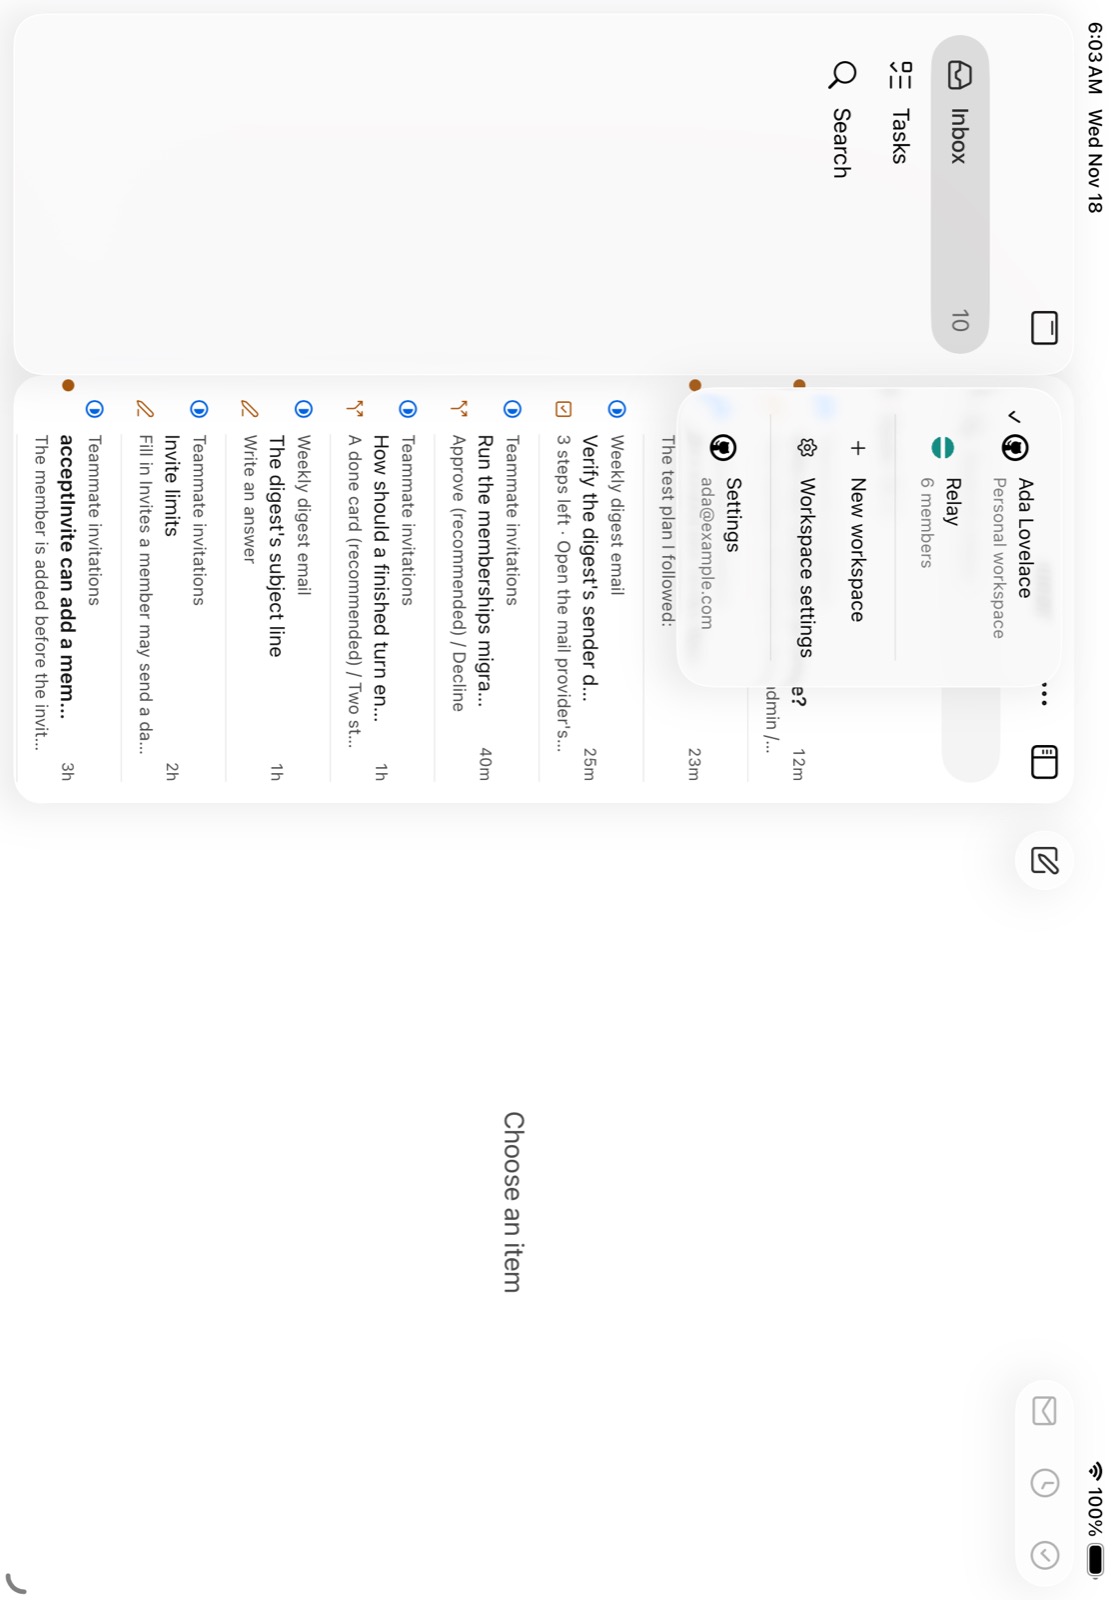 6:03 AM Wed Nov 18
100%
Inbox 10
Tasks
Search
Ada Lovelace
Personal workspace
Relay
6 members
New workspace
Workspace settings
Settings
ada@example.com
12m
/...
23m
The test plan I followed:
Weekly digest email
Verify the digest's sender d...
25m
3 steps left · Open the mail provider's...
Teammate invitations
Run the memberships migra...
40m
Approve (recommended) / Decline
Teammate invitations
How should a finished turn en...
1h
A done card (recommended) / Two st...
Weekly digest email
The digest's subject line
1h
Write an answer
Teammate invitations
Invite limits
2h
Fill in Invites a member may send a da...
Teammate invitations
acceptInvite can add a mem...
3h
The member is added before the invit...
Choose an item